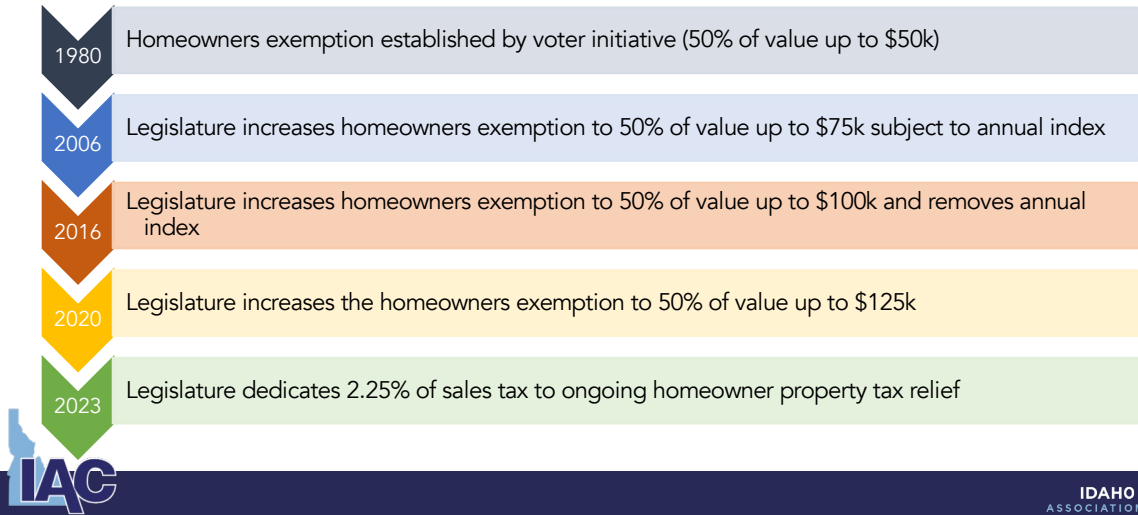 1980
Homeowners exemption established by voter initiative (50% of value up to $50k)
2006
Legislature increases homeowners exemption to 50% of value up to $75k subject to annual index
2016
Legislature increases homeowners exemption to 50% of value up to $100k and removes annual
index
2020
Legislature increases the homeowners exemption to 50% of value up to $125k
2023
Legislature dedicates 2.25% of sales tax to ongoing homeowner property tax relief
IAC
IDAHO
ASSOCIATION